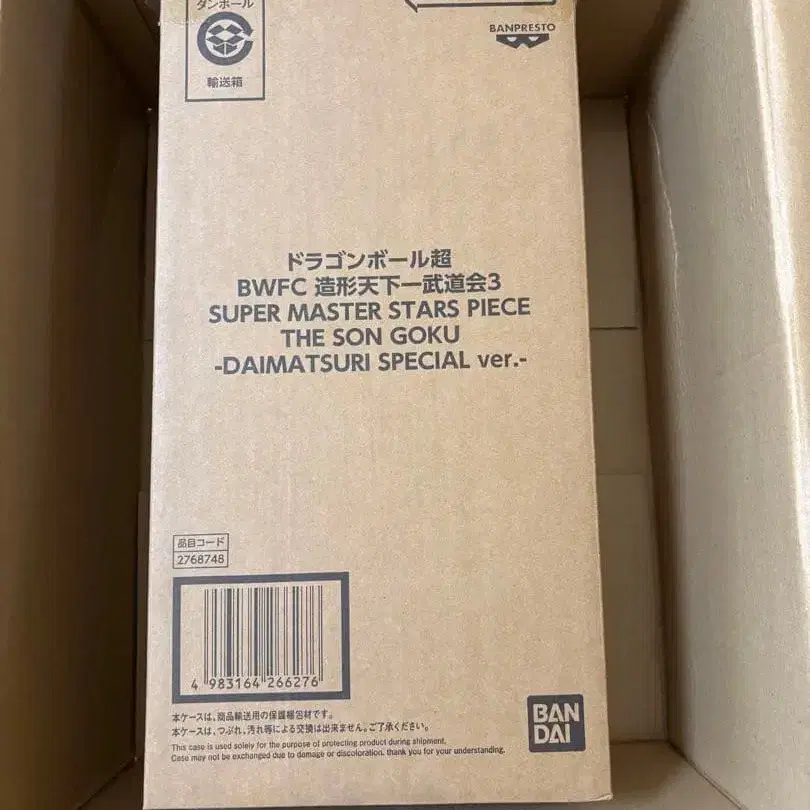 ダンボール
輸送箱
BANPRESTO
ドラゴンボール超
BWFC 造形天下一武道会3
SUPER MASTER STARS PIECE
THE SON GOKU
-DAIMATSURI SPECIAL ver.-
品目コード
2768748
4 983164 266276
本ケースは、商品輸送用の保護梱包材です。
本ケースは、つぶれ、汚れ等による交換は出来ません。ご了承ください。
This case is used solely for the purpose of protecting product during shipment.
Case may not be exchanged due to damage or discoloration. thank you for your understanding.
BAN
DAI